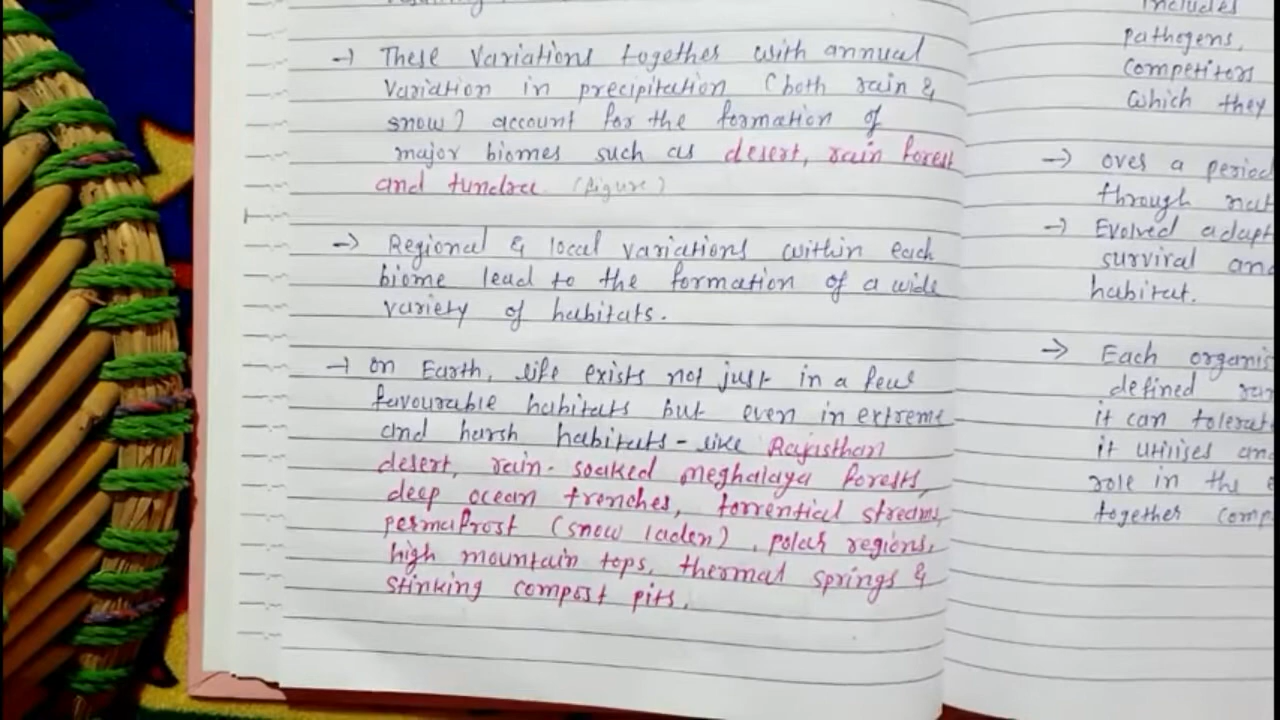 → These Variations together with annual
Variation in precipitation (both rain &
snow) account for the formation of
major biomes such as desert, rain forest
and tundra (figure)
→ Regional & local variations within each
biome lead to the formation of a wide
variety of habitats.
→ On Earth, life exists not just in a few
favourable habitats but even in extreme
and harsh habitats - like Rajasthan
desert, rain-soaked meghalaya forests,
deep ocean trenches, torrential streams,
permafrost (snow laden), polar regions,
high mountain tops, thermal springs &
stinking compost pits.
includes
pathogens,
competitors
which they
→ over a period
through nat
→ Evolved adapt
survival and
habitat.
→ Each organis
defined ran
it can tolerat
it utilises and
role in the e
together comp